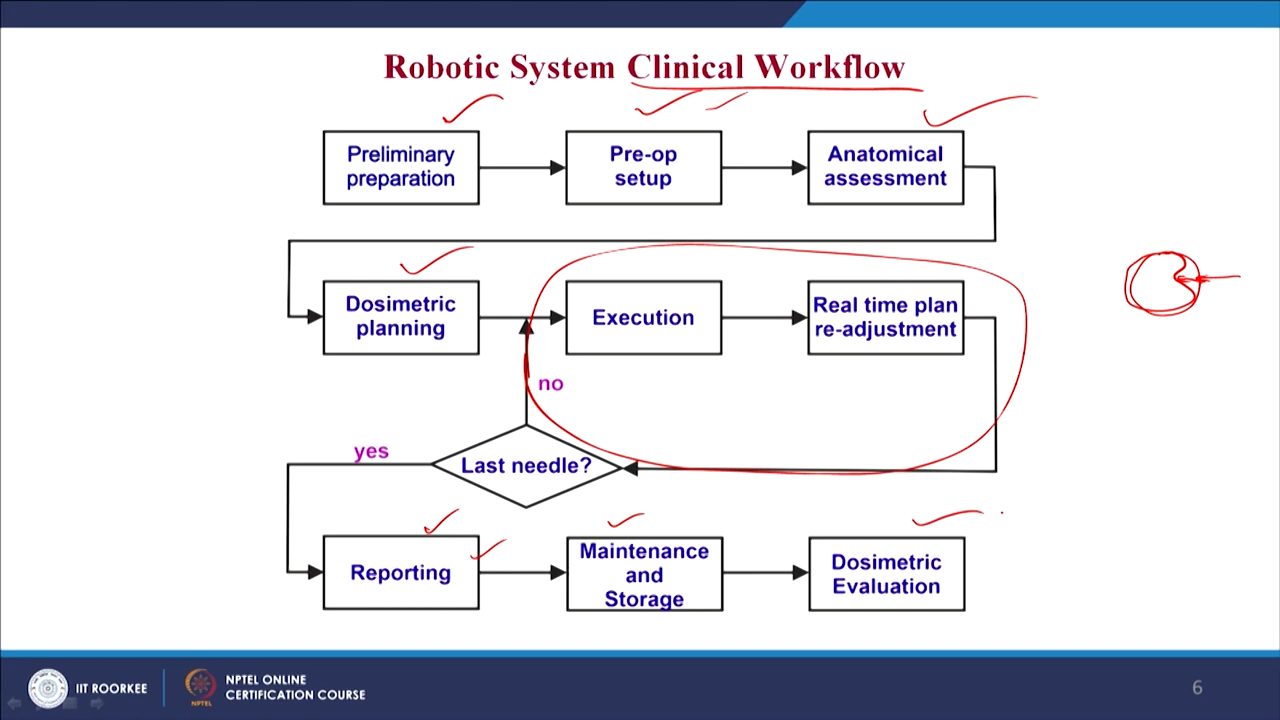 Robotic System Clinical Workflow
Preliminary
preparation
Pre-op
setup
Anatomical
assessment
Dosimetric
planning
Execution
Real time plan
re-adjustment
no
yes
Last needle?
Reporting
Maintenance
and
Storage
Dosimetric
Evaluation
IIT ROORKEE
NPTEL
NPTEL ONLINE
CERTIFICATION COURSE
6